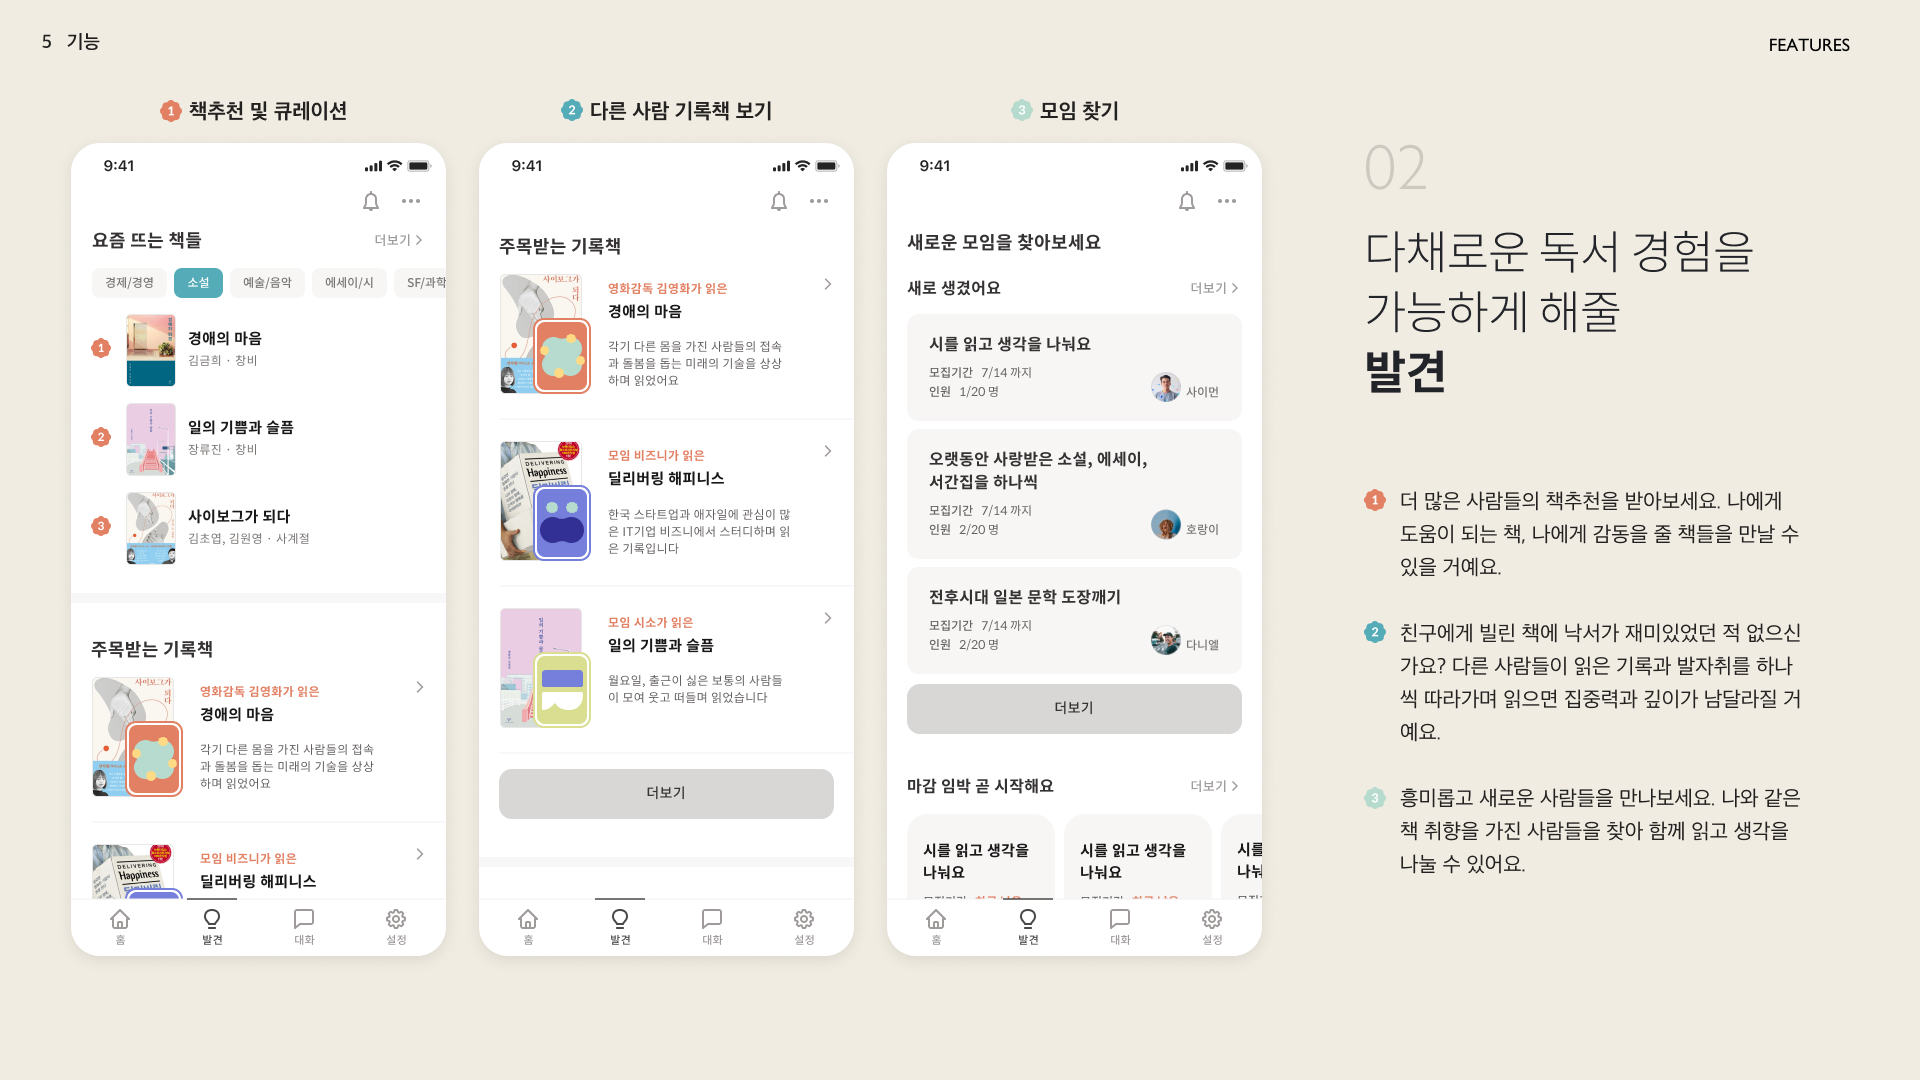 5 기능
FEATURES
1 책추천 및 큐레이션
2 다른 사람 기록책 보기
3 모임 찾기
9:41
요즘 뜨는 책들
더보기
경제/경영
소설
예술/음악
에세이/시
SF/과학
1
경애의 마음
김금희 · 창비
2
일의 기쁨과 슬픔
장류진 · 창비
3
사이보그가 되다
김초엽, 김원영 · 사계절
주목받는 기록책
사이보그가
되다
영화감독 김영화가 읽은
경애의 마음
각기 다른 몸을 가진 사람들의 접속
과 돌봄을 돕는 미래의 기술을 상상
하며 읽었어요
DELIVERING
Happiness
모임 비즈니가 읽은
딜리버링 해피니스
홈
발견
대화
설정
9:41
주목받는 기록책
사이보그가
되다
영화감독 김영화가 읽은
경애의 마음
각기 다른 몸을 가진 사람들의 접속
과 돌봄을 돕는 미래의 기술을 상상
하며 읽었어요
DELIVERING
Happiness
모임 비즈니가 읽은
딜리버링 해피니스
한국 스타트업과 애자일에 관심이 많
은 IT기업 비즈니에서 스터디하며 읽
은 기록입니다
모임 시소가 읽은
일의 기쁨과 슬픔
월요일, 출근이 싫은 보통의 사람들
이 모여 웃고 떠들며 읽었습니다
더보기
홈
발견
대화
설정
9:41
새로운 모임을 찾아보세요
새로 생겼어요
더보기
시를 읽고 생각을 나눠요
모집기간 7/14 까지
인원 1/20 명
사이먼
오랫동안 사랑받은 소설, 에세이,
서간집을 하나씩
모집기간 7/14 까지
인원 2/20 명
호랑이
전후시대 일본 문학 도장깨기
모집기간 7/14 까지
인원 2/20 명
다니엘
더보기
마감 임박 곧 시작해요
더보기
시를 읽고 생각을
나눠요
시를 읽고 생각을
나눠요
홈
발견
대화
설정
02
다채로운 독서 경험을
가능하게 해줄
발견
1 더 많은 사람들의 책추천을 받아보세요. 나에게
도움이 되는 책, 나에게 감동을 줄 책들을 만날 수
있을 거예요.
2 친구에게 빌린 책에 낙서가 재미있었던 적 없으신
가요? 다른 사람들이 읽은 기록과 발자취를 하나
씩 따라가며 읽으면 집중력과 깊이가 남달라질 거
예요.
3 흥미롭고 새로운 사람들을 만나보세요. 나와 같은
책 취향을 가진 사람들을 찾아 함께 읽고 생각을
나눌 수 있어요.